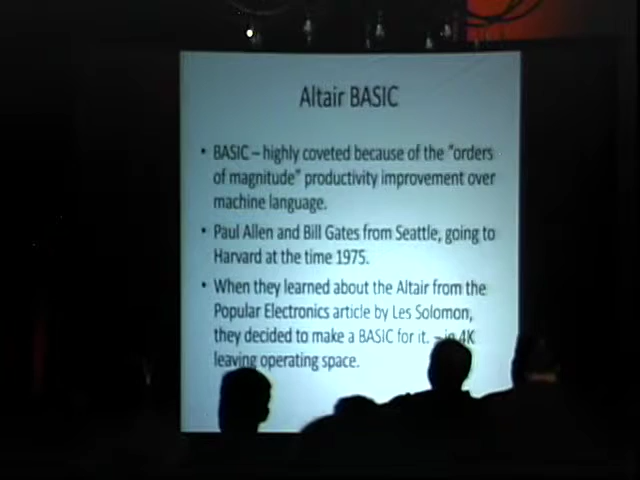 Altair BASIC
• BASIC – highly coveted because of the "orders
of magnitude" productivity improvement over
machine language.
• Paul Allen and Bill Gates from Seattle, going to
Harvard at the time 1975.
• When they learned about the Altair from the
Popular Electronics article by Les Solomon,
they decided to make a BASIC for it. – in 4K
leaving operating space.